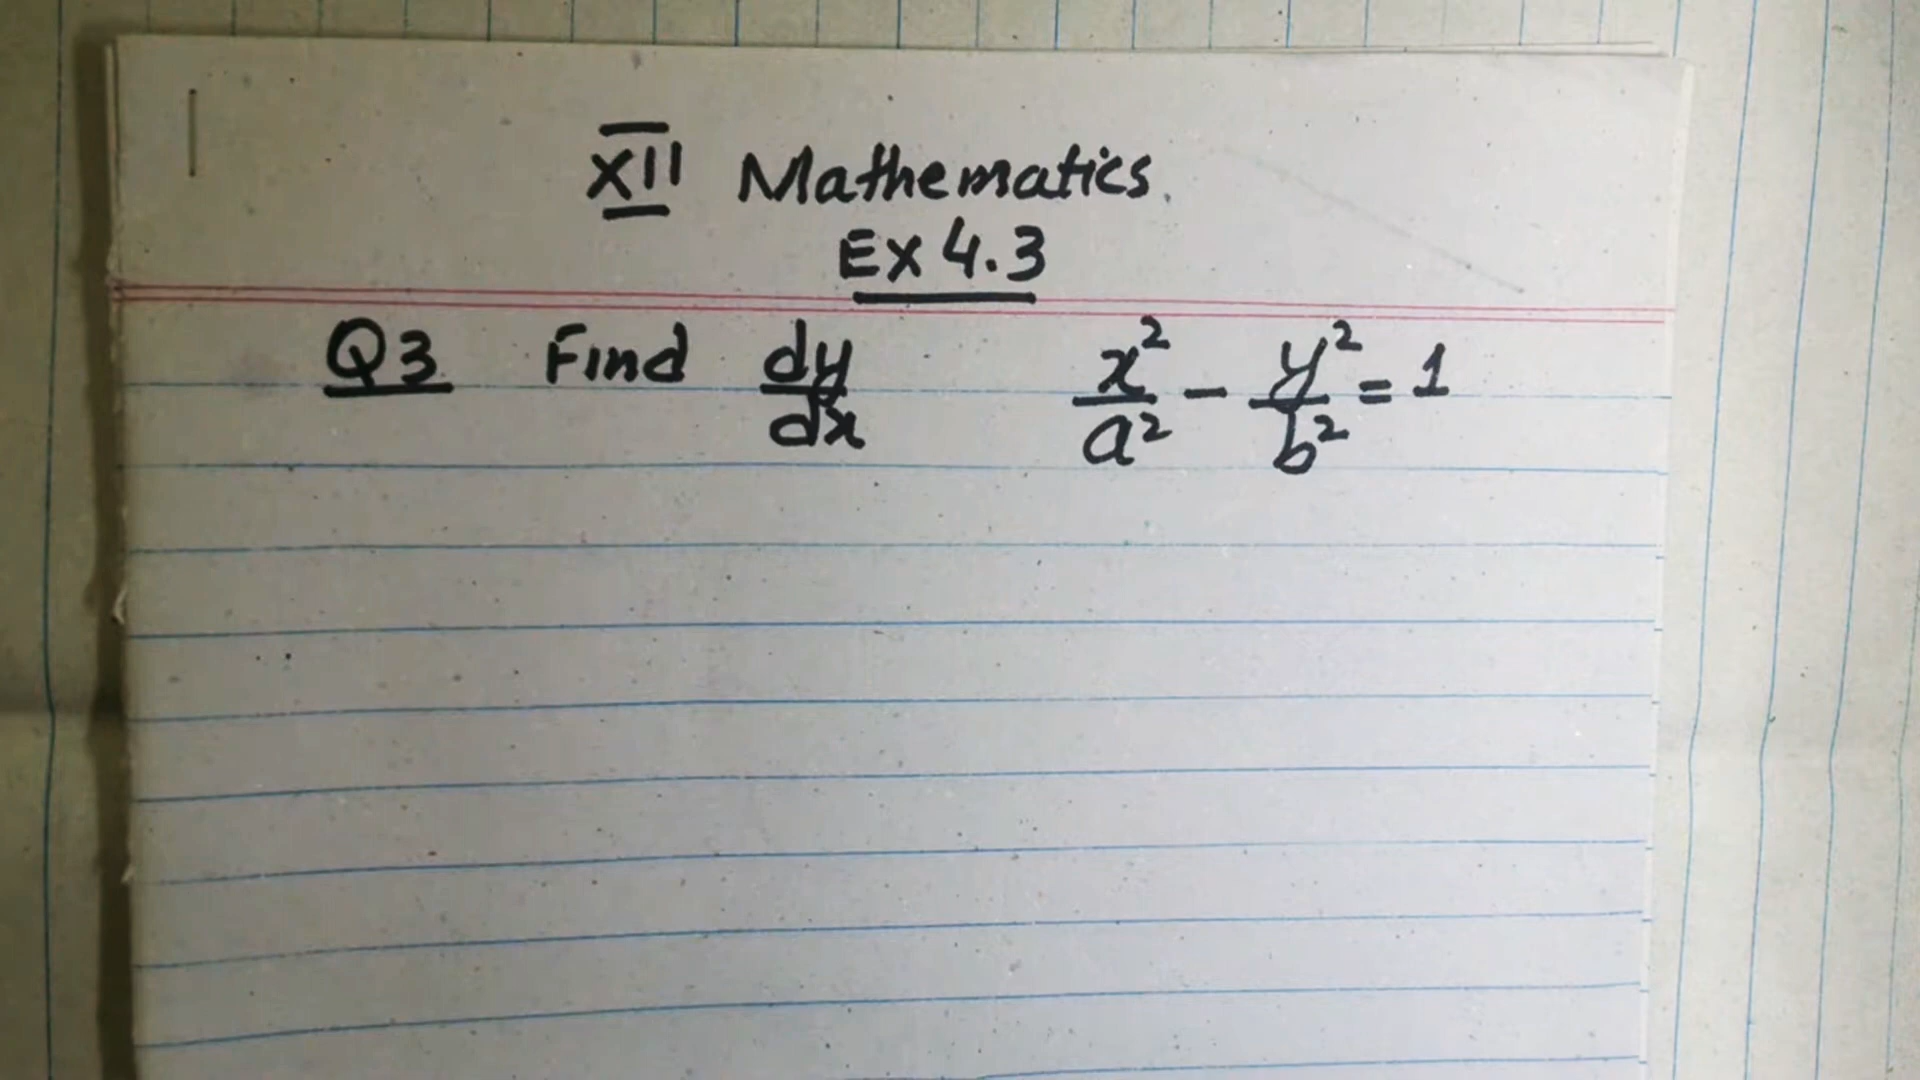 XII Mathematics.
Ex 4.3
Q3 Find dy/dx x²/a² - y²/b² = 1